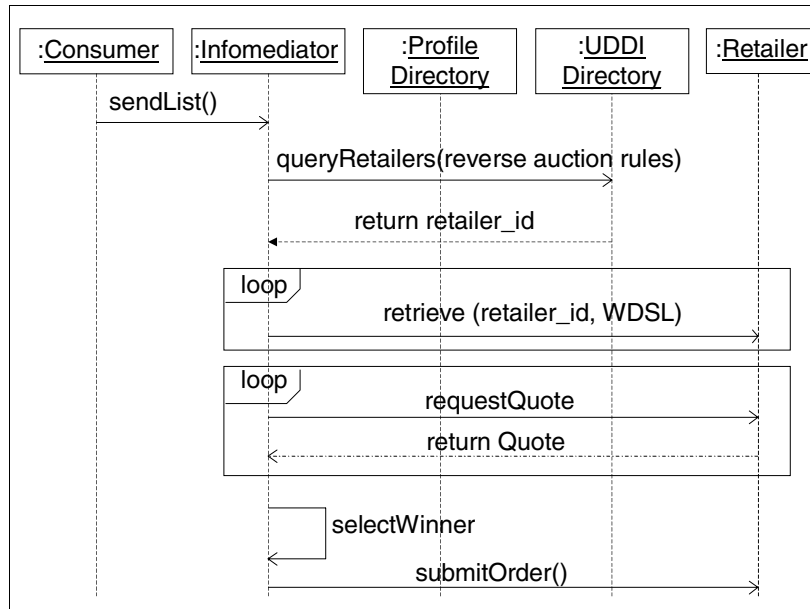 :Consumer
:Infomediator
:Profile
Directory
:UDDI
Directory
:Retailer
sendList()
queryRetailers(reverse auction rules)
return retailer_id
loop
retrieve (retailer_id, WDSL)
loop
requestQuote
return Quote
selectWinner
submitOrder()